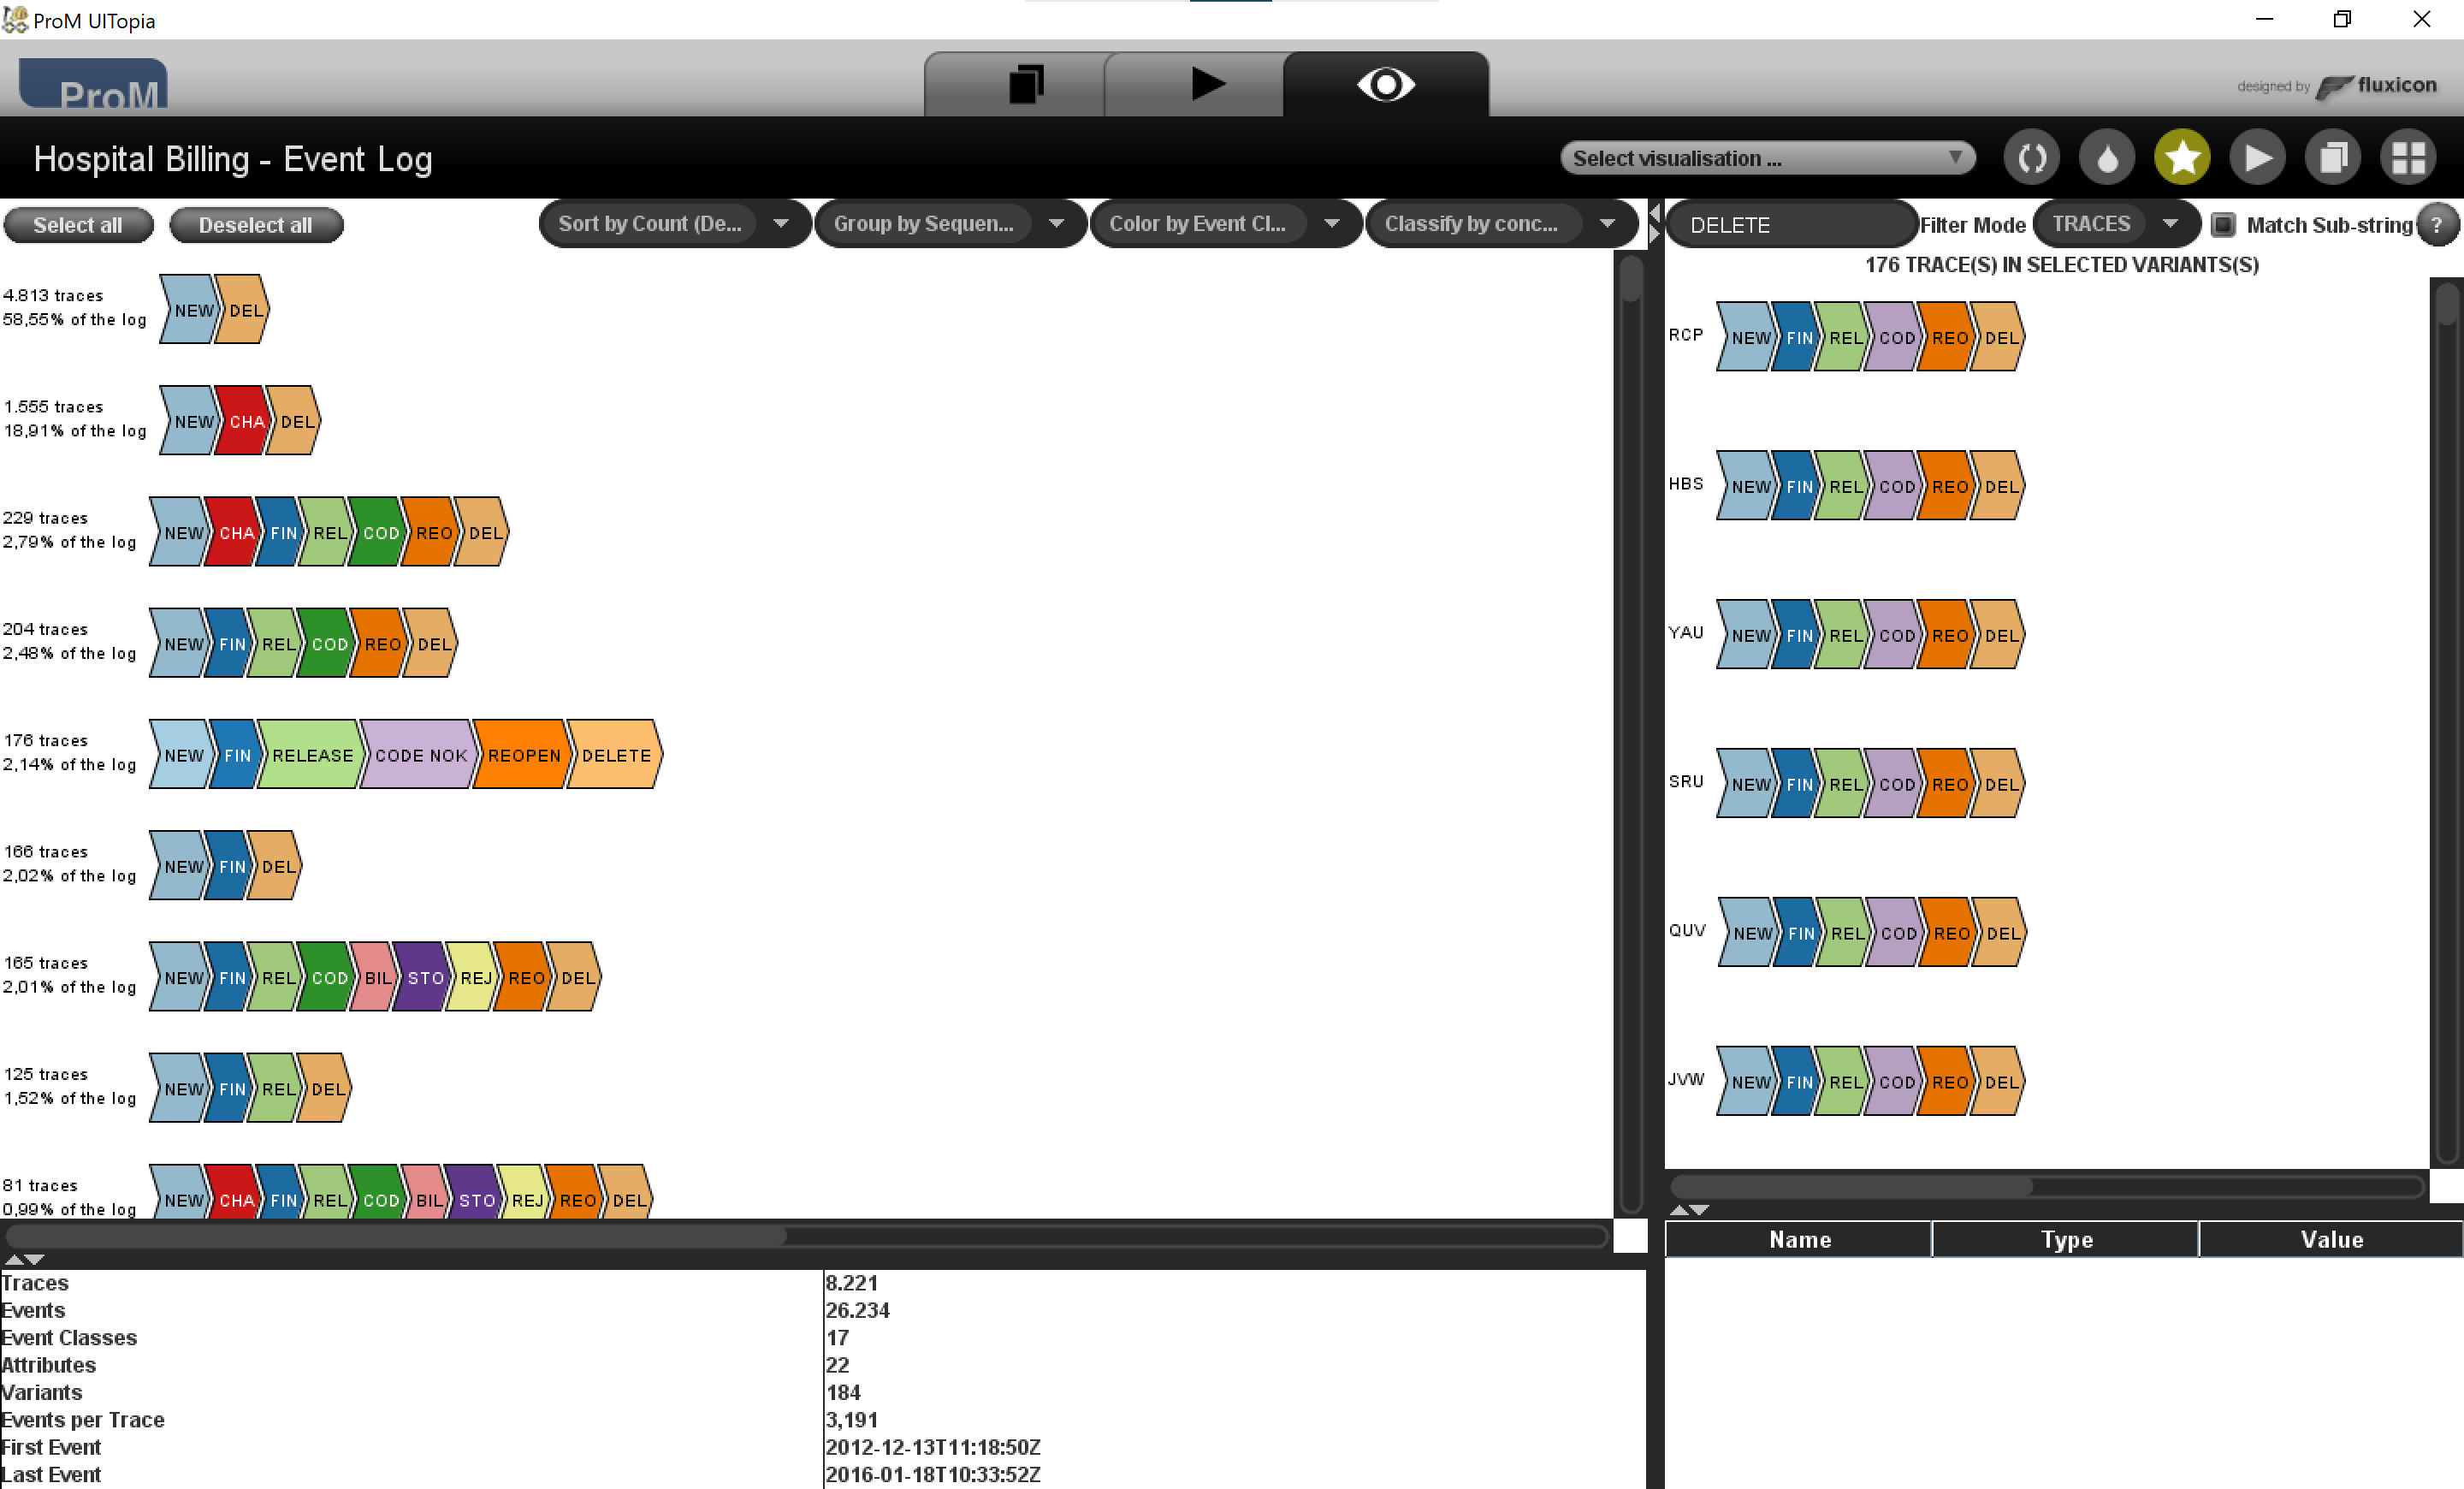 ProM UITopia
ProM
designed by fluxicon
Hospital Billing - Event Log
Select visualisation ...
Select all
Deselect all
Sort by Count (De...
Group by Sequen...
Color by Event Cl...
Classify by conc...
DELETE
Filter Mode
TRACES
Match Sub-string
?
176 TRACE(S) IN SELECTED VARIANTS(S)
4.813 traces
58,55% of the log
NEW DEL
1.555 traces
18,91% of the log
NEW CHA DEL
229 traces
2,79% of the log
NEW CHA FIN REL COD REO DEL
204 traces
2,48% of the log
NEW FIN REL COD REO DEL
176 traces
2,14% of the log
NEW FIN RELEASE CODE NOK REOPEN DELETE
166 traces
2,02% of the log
NEW FIN DEL
165 traces
2,01% of the log
NEW FIN REL COD BIL STO REJ REO DEL
125 traces
1,52% of the log
NEW FIN REL DEL
81 traces
0,99% of the log
NEW CHA FIN REL COD BIL STO REJ REO DEL
RCP NEW FIN REL COD REO DEL
HBS NEW FIN REL COD REO DEL
YAU NEW FIN REL COD REO DEL
SRU NEW FIN REL COD REO DEL
QUV NEW FIN REL COD REO DEL
JVW NEW FIN REL COD REO DEL
Name Type Value
Traces 8.221
Events 26.234
Event Classes 17
Attributes 22
Variants 184
Events per Trace 3,191
First Event 2012-12-13T11:18:50Z
Last Event 2016-01-18T10:33:52Z